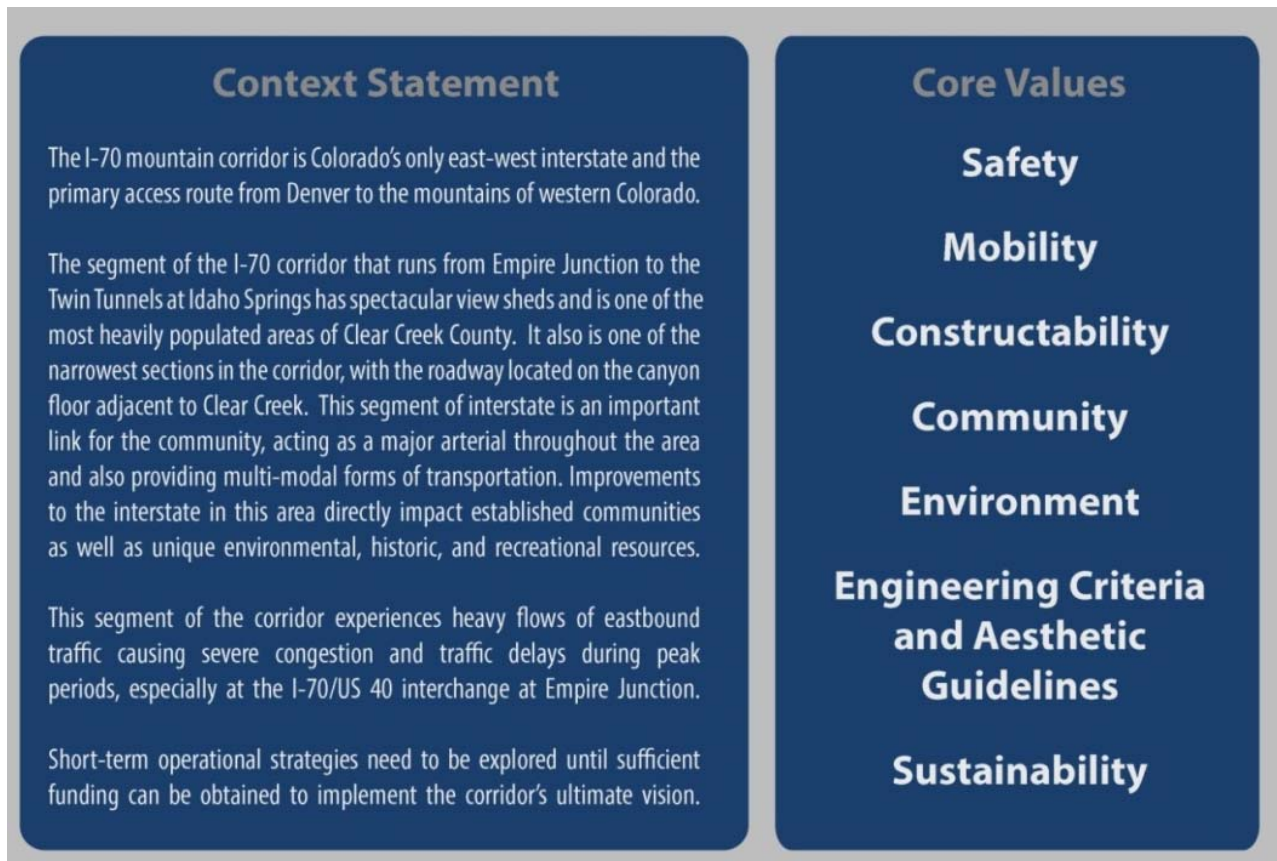 Context Statement
The I-70 mountain corridor is Colorado's only east-west interstate and the
primary access route from Denver to the mountains of western Colorado.
The segment of the I-70 corridor that runs from Empire Junction to the
Twin Tunnels at Idaho Springs has spectacular view sheds and is one of the
most heavily populated areas of Clear Creek County. It also is one of the
narrowest sections in the corridor, with the roadway located on the canyon
floor adjacent to Clear Creek. This segment of interstate is an important
link for the community, acting as a major arterial throughout the area
and also providing multi-modal forms of transportation. Improvements
to the interstate in this area directly impact established communities
as well as unique environmental, historic, and recreational resources.
This segment of the corridor experiences heavy flows of eastbound
traffic causing severe congestion and traffic delays during peak
periods, especially at the I-70/US 40 interchange at Empire Junction.
Short-term operational strategies need to be explored until sufficient
funding can be obtained to implement the corridor's ultimate vision.
Core Values
Safety
Mobility
Constructability
Community
Environment
Engineering Criteria
and Aesthetic
Guidelines
Sustainability